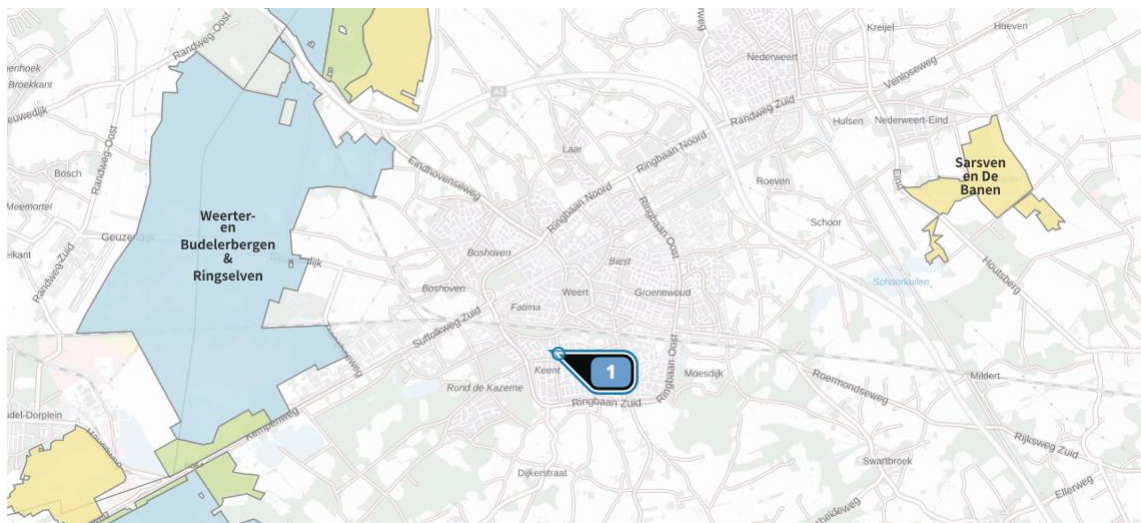 Randweg-Oost
Kreijel
Hoeven
Nederweert
Broekkant
A2
Venloseweg
Randweg Zuid
Hulsen
Nederweert-Eind
Laar
Ringbaan Noord
Randweg-Oost
Bosch
Eindhovenseweg
Sarsven
en De
Banen
Eind
Roeven
Meemortel
Weerter-
en
Budelerbergen
&
Ringselven
Ringbaan Noord
Ringbaan Oost
Schoor
Boshoven
Biest
Houtsberg
Randweg-Zuid
Schoorkuilen
Boshoven
Weert
Groenewoud
Fatima
Suffolkweg Zuid
Keent
1
Ringbaan Oost
Moesdijk
Mildert
Rond de Kazerne
Roermondseweg
Ringbaan Zuid
Kempenweg
Rijksweg Zuid
Swartbroek
Dijkerstraat
Ellerweg